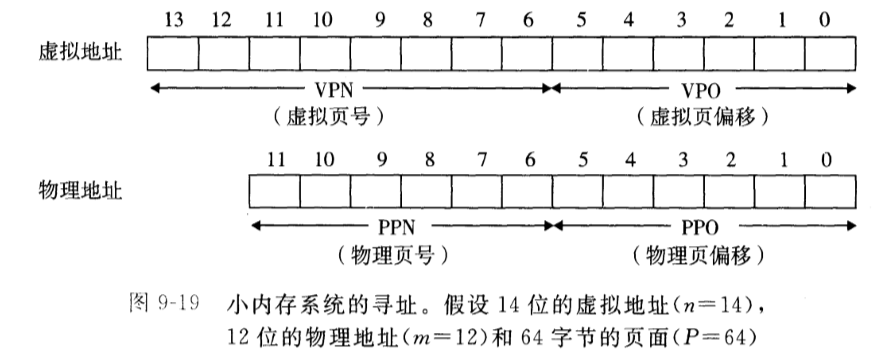 13 12 11 10 9 8 7 6 5 4 3 2 1 0
虚拟地址
VPN VPO
（虚拟页号） （虚拟页偏移）
11 10 9 8 7 6 5 4 3 2 1 0
物理地址
PPN PPO
（物理页号） （物理页偏移）
图 9-19 小内存系统的寻址。假设 14 位的虚拟地址(n=14)，
12 位的物理地址(m=12)和 64 字节的页面(P=64)